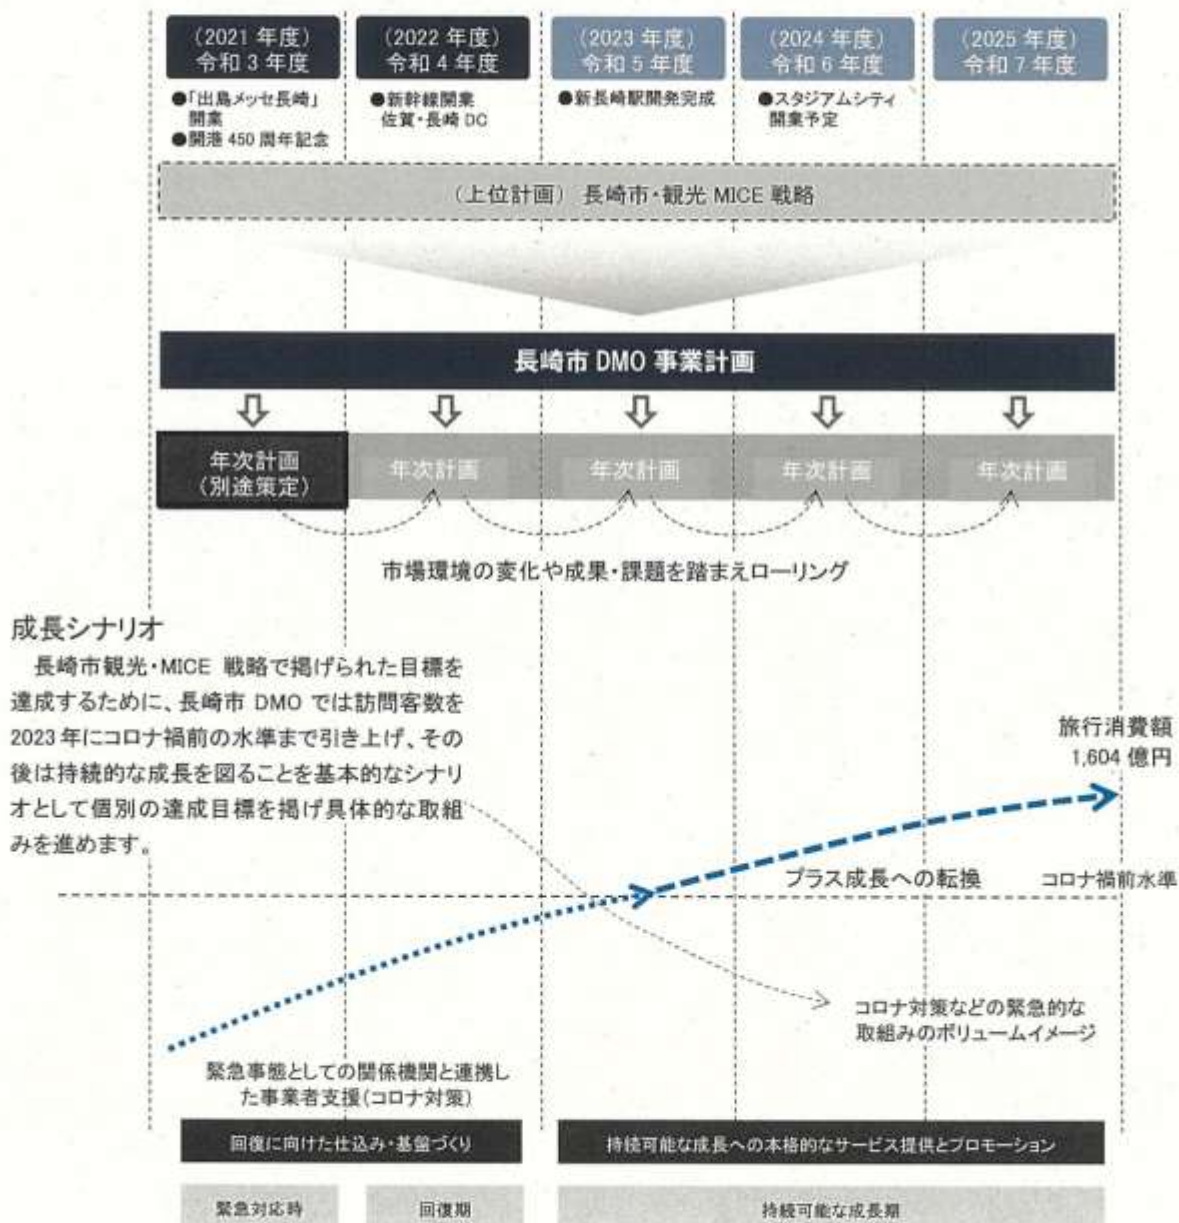 (2021 年度)
令和 3 年度
(2022 年度)
令和 4 年度
(2023 年度)
令和 5 年度
(2024 年度)
令和 6 年度
(2025 年度)
令和 7 年度
●「出島メッセ長崎」
開業
●開港 450 周年記念
●新幹線開業
佐賀・長崎 DC
●新長崎駅開発完成
●スタジアムシティ
開業予定
(上位計画) 長崎市・観光 MICE 戦略
長崎市 DMO 事業計画
年次計画
(別途策定)
年次計画
年次計画
年次計画
年次計画
市場環境の変化や成果・課題を踏まえローリング
成長シナリオ
長崎市観光・MICE 戦略で掲げられた目標を
達成するために、長崎市 DMO では訪問客数を
2023 年にコロナ禍前の水準まで引き上げ、その
後は持続的な成長を図ることを基本的なシナリ
オとして個別の達成目標を掲げ具体的な取組
みを進めます。
旅行消費額
1,604 億円
プラス成長への転換
コロナ禍前水準
コロナ対策などの緊急的な
取組みのボリュームイメージ
緊急事態としての関係機関と連携し
た事業者支援(コロナ対策)
回復に向けた仕込み・基盤づくり
持続可能な成長への本格的なサービス提供とプロモーション
緊急対応時
回復期
持続可能な成長期